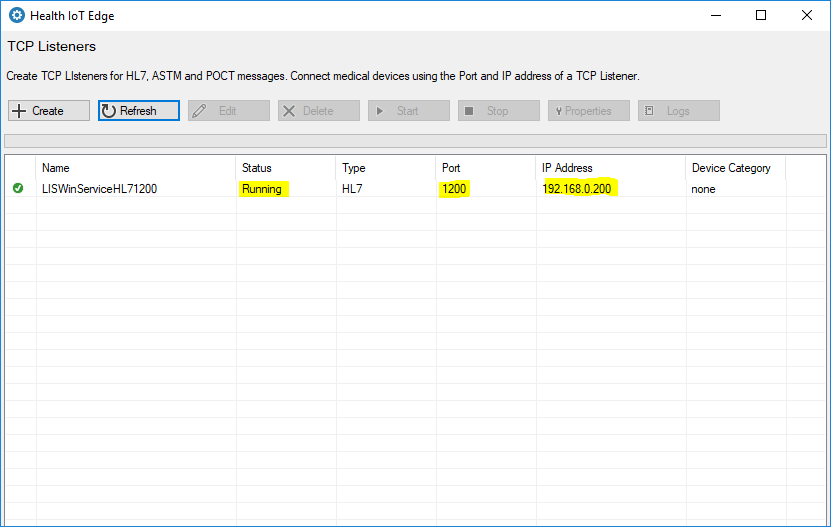 Health IoT Edge
TCP Listeners
Create TCP LIsteners for HL7, ASTM and POCT messages. Connect medical devices using the Port and IP address of a TCP Listener.
Create Refresh Edit Delete Start Stop Properties Logs
Name Status Type Port IP Address Device Category
LISWinServiceHL71200 Running HL7 1200 192.168.0.200 none